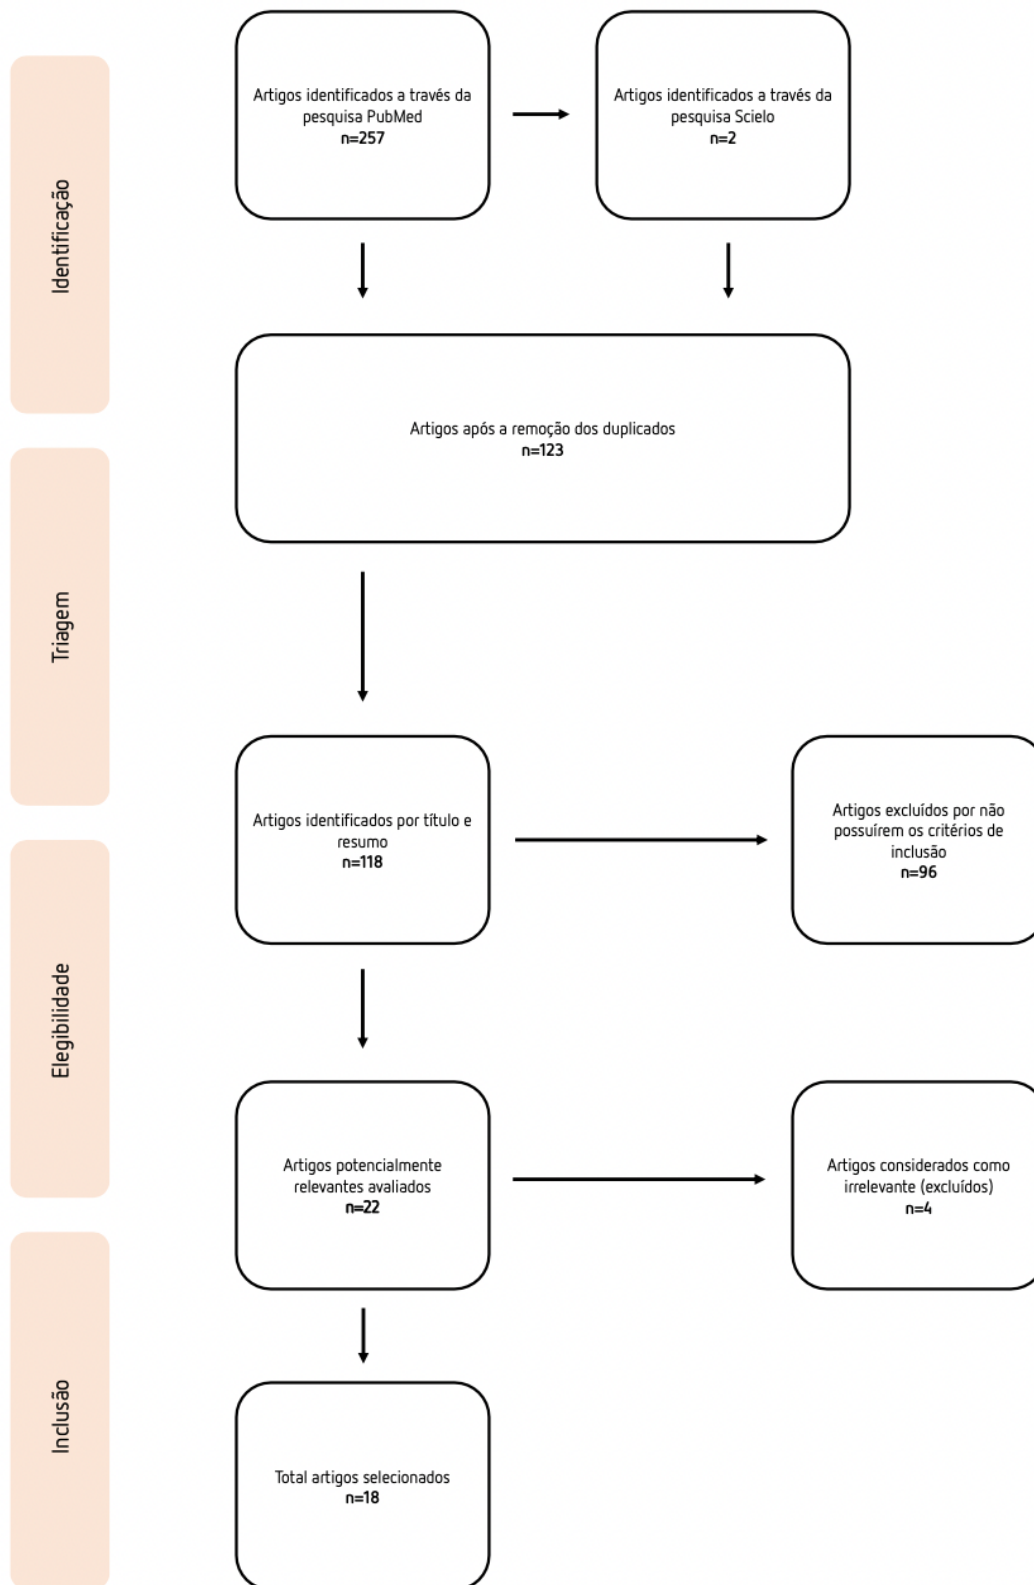 Identificação
Artigos identificados a través da
pesquisa PubMed
n=257
Artigos identificados a través da
pesquisa Scielo
n=2
Artigos após a remoção dos duplicados
n=123
Triagem
Artigos identificados por título e
resumo
n=118
Artigos excluídos por não
possuírem os critérios de
inclusão
n=96
Elegibilidade
Artigos potencialmente
relevantes avaliados
n=22
Artigos considerados como
irrelevante (excluídos)
n=4
Inclusão
Total artigos selecionados
n=18